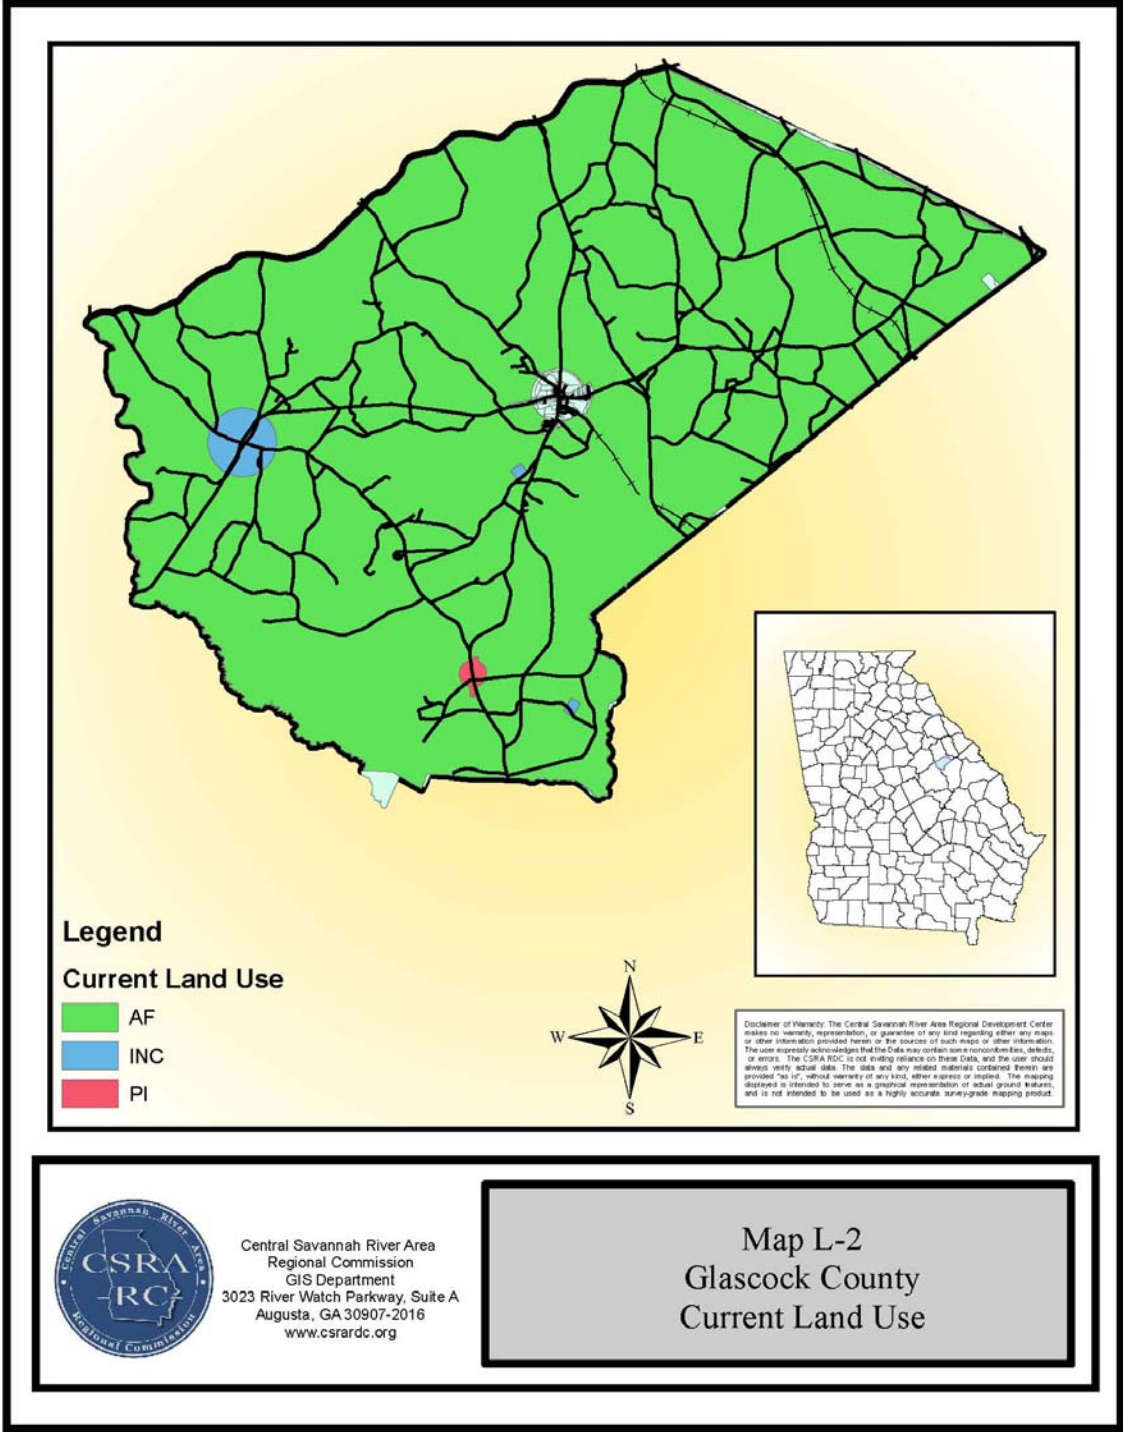 Legend
Current Land Use
AF
INC
PI
N
W
E
S
Disclaimer of Warranty: The Central Savannah River Area Regional Development Center
makes no warranty, representation, or guarantee of any kind regarding either any maps
or other information provided herein or the sources of such maps or other information.
The user expressly acknowledges that the Data may contain some nonconformities, defects,
or errors. The CSRA RDC is not inviting reliance on these Data, and the user should
always verify actual data. The data and any related materials contained therein are
provided "as is", without warranty of any kind, either express or implied. The mapping
displayed is intended to serve as a graphical representation of actual ground features,
and is not intended to be used as a highly accurate survey-grade mapping product.
Central Savannah River Area
CSRA
RC
Regional Commission
Central Savannah River Area
Regional Commission
GIS Department
3023 River Watch Parkway, Suite A
Augusta, GA 30907-2016
www.csrardc.org
Map L-2
Glascock County
Current Land Use